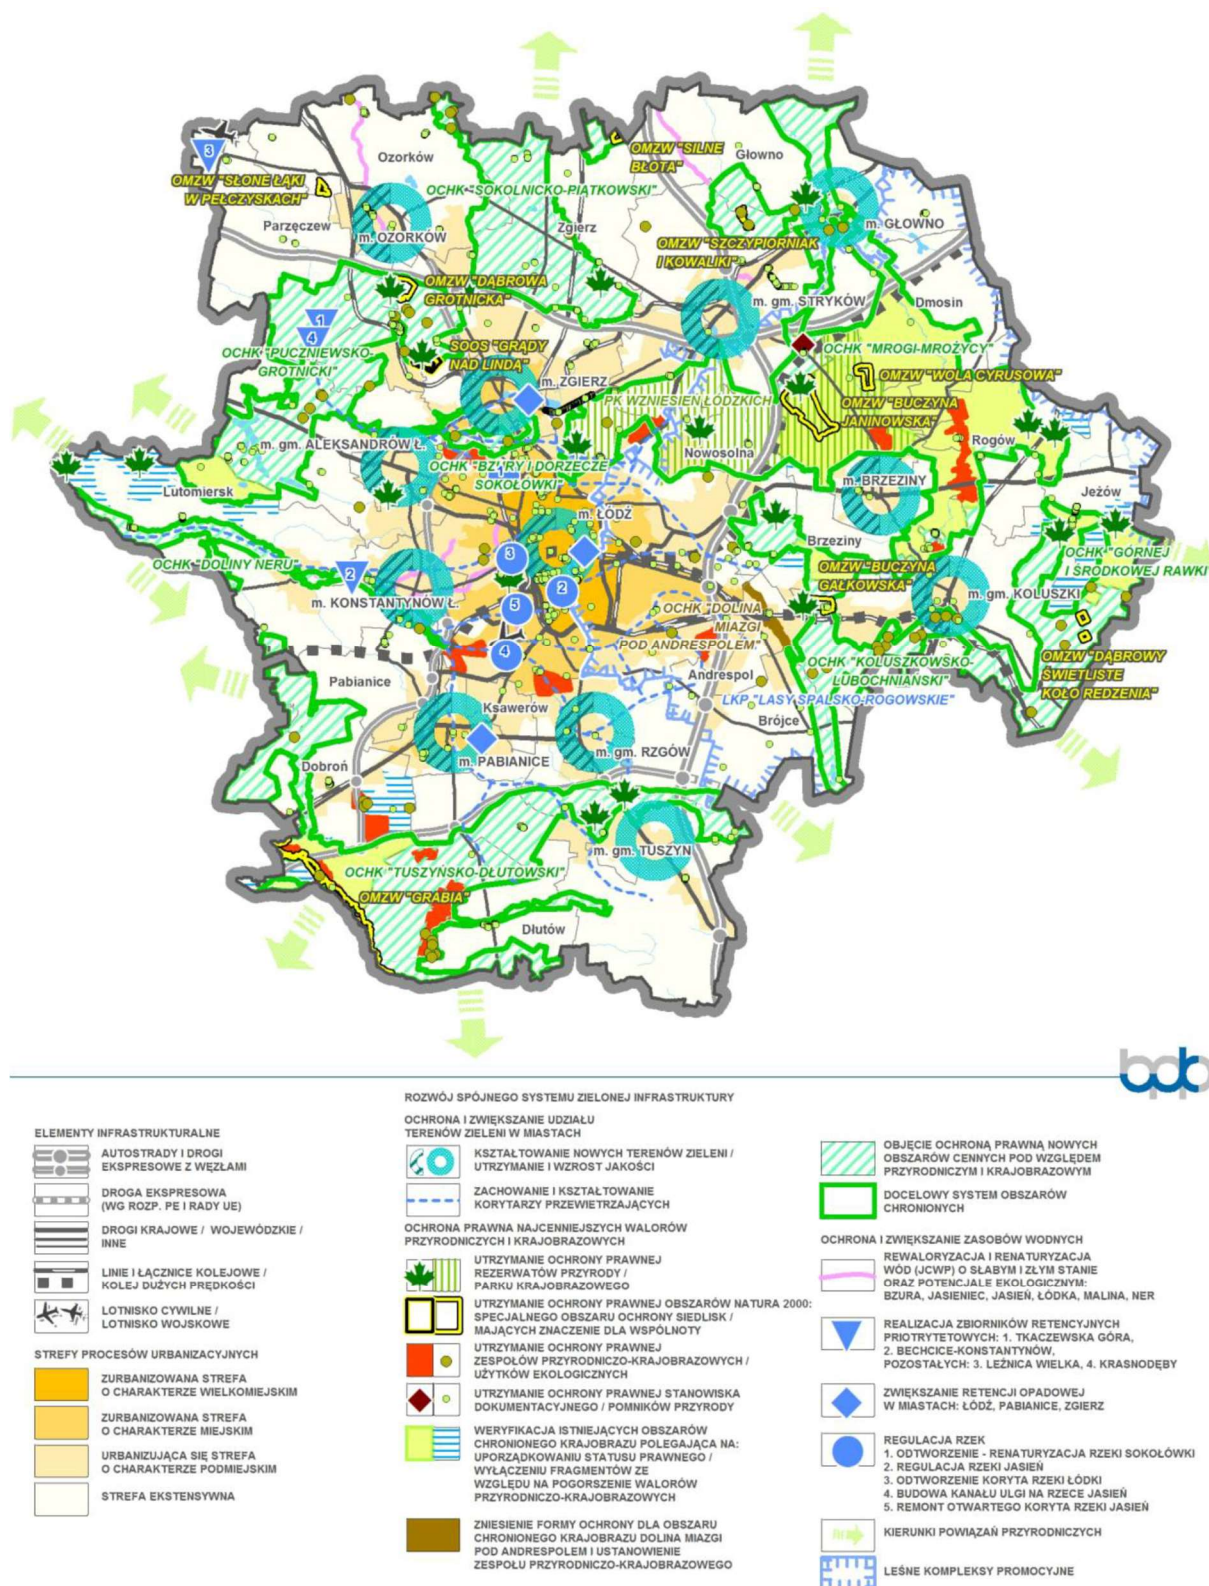 3
Ozorków
OMZW "SILNE
BŁOTA"
Głowno
OMZW "SŁONE ŁĄKI
W PEŁCZYSKACH"
OCHK "SOKOLNICKO-PIĄTKOWSKI"
Parzęczew
m. OZORKÓW
Zgierz
m. GŁOWNO
OMZW "SZCZYPIORNIAK
I KOWALIKI"
OMZW "DĄBROWA
GROTNICKA"
m. gm. STRYKÓW
Dmosin
1
4
OCHK "PUCZNIEWSKO-
GROTNICKI"
SOOS "GRĄDY
NAD LINDĄ"
OCHK "MROGI-MROŻYCY"
m. ZGIERZ
OMZW "WOLA CYRUSOWA"
PK WZNIESIEŃ ŁÓDZKICH
OMZW "BUCZYNA
JANINOWSKA"
m. gm. ALEKSANDRÓW Ł.
Nowosolna
Rogów
OCHK "BZURY I DORZECZE
SOKOŁÓWKI"
1
Lutomiersk
m. BRZEZINY
Jeżów
m. ŁÓDŹ
Brzeziny
OCHK "DOLINY NERU
3
OMZW "BUCZYNA
GAŁKOWSKA"
OCHK "GÓRNEJ
I ŚRODKOWEJ RAWKI
2
2
m. KONSTANTYNÓW Ł.
m. gm. KOLUSZKI
5
OCHK "DOLINA
MIAZGI
POD ANDRESPOLEM"
4
OCHK "KOLUSZKOWSKO-
LUBOCHNIAŃSKI"
OMZW "DĄBROWY
ŚWIETLISTE
KOŁO REDZENIA"
Pabianice
Andrespol
LKP "LASY SPALSKO-ROGOWSKIE"
Ksawerów
Brójce
m. gm. RZGÓW
m. PABIANICE
Dobroń
m. gm. TUSZYN
OCHK "TUSZYŃSKO-DŁUTOWSKI"
OMZW "GRABIA"
Dłutów
bpp
ELEMENTY INFRASTRUKTURALNE
AUTOSTRADY I DROGI
EKSPRESOWE Z WĘZŁAMI
DROGA EKSPRESOWA
(WG ROZP. PE I RADY UE)
DROGI KRAJOWE / WOJEWÓDZKIE /
INNE
LINIE I ŁĄCZNICE KOLEJOWE /
KOLEJ DUŻYCH PRĘDKOŚCI
LOTNISKO CYWILNE /
LOTNISKO WOJSKOWE
STREFY PROCESÓW URBANIZACYJNYCH
ZURBANIZOWANA STREFA
O CHARAKTERZE WIELKOMIEJSKIM
ZURBANIZOWANA STREFA
O CHARAKTERZE MIEJSKIM
URBANIZUJĄCA SIĘ STREFA
O CHARAKTERZE PODMIEJSKIM
STREFA EKSTENSYWNA
ROZWÓJ SPÓJNEGO SYSTEMU ZIELONEJ INFRASTRUKTURY
OCHRONA I ZWIĘKSZANIE UDZIAŁU
TERENÓW ZIELENI W MIASTACH
KSZTAŁTOWANIE NOWYCH TERENÓW ZIELENI /
UTRZYMANIE I WZROST JAKOŚCI
ZACHOWANIE I KSZTAŁTOWANIE
KORYTARZY PRZEWIETRZAJĄCYCH
OCHRONA PRAWNA NAJCENNIEJSZYCH WALORÓW
PRZYRODNICZYCH I KRAJOBRAZOWYCH
UTRZYMANIE OCHRONY PRAWNEJ
REZERWATÓW PRZYRODY /
PARKU KRAJOBRAZOWEGO
UTRZYMANIE OCHRONY PRAWNEJ OBSZARÓW NATURA 2000:
SPECJALNEGO OBSZARU OCHRONY SIEDLISK /
MAJĄCYCH ZNACZENIE DLA WSPÓLNOTY
UTRZYMANIE OCHRONY PRAWNEJ
ZESPOŁÓW PRZYRODNICZO-KRAJOBRAZOWYCH /
UŻYTKÓW EKOLOGICZNYCH
UTRZYMANIE OCHRONY PRAWNEJ STANOWISKA
DOKUMENTACYJNEGO / POMNIKÓW PRZYRODY
WERYFIKACJA ISTNIEJĄCYCH OBSZARÓW
CHRONIONEGO KRAJOBRAZU POLEGAJĄCA NA:
UPORZĄDKOWANIU STATUSU PRAWNEGO /
WYŁĄCZENIU FRAGMENTÓW ZE
WZGLĘDU NA POGORSZENIE WALORÓW
PRZYRODNICZO-KRAJOBRAZOWYCH
ZNIESIENIE FORMY OCHRONY DLA OBSZARU
CHRONIONEGO KRAJOBRAZU DOLINA MIAZGI
POD ANDRESPOLEM I USTANOWIENIE
ZESPOŁU PRZYRODNICZO-KRAJOBRAZOWEGO
OBJĘCIE OCHRONĄ PRAWNĄ NOWYCH
OBSZARÓW CENNYCH POD WZGLĘDEM
PRZYRODNICZYM I KRAJOBRAZOWYM
DOCELOWY SYSTEM OBSZARÓW
CHRONIONYCH
OCHRONA I ZWIĘKSZANIE ZASOBÓW WODNYCH
REWALORYZACJA I RENATURYZACJA
WÓD (JCWP) O SŁABYM I ZŁYM STANIE
ORAZ POTENCJALE EKOLOGICZNYM:
BZURA, JASIENIEC, JASIEŃ, ŁÓDKA, MALINA, NER
REALIZACJA ZBIORNIKÓW RETENCYJNYCH
PRIOTRYTETOWYCH: 1. TKACZEWSKA GÓRA,
2. BECHCICE-KONSTANTYNÓW,
POZOSTAŁYCH: 3. LEŹNICA WIELKA, 4. KRASNODĘBY
ZWIĘKSZANIE RETENCJI OPADOWEJ
W MIASTACH: ŁÓDŹ, PABIANICE, ZGIERZ
REGULACJA RZEK
1. ODTWORZENIE - RENATURYZACJA RZEKI SOKOŁÓWKI
2. REGULACJA RZEKI JASIEŃ
3. ODTWORZENIE KORYTA RZEKI ŁÓDKI
4. BUDOWA KANAŁU ULGI NA RZECE JASIEŃ
5. REMONT OTWARTEGO KORYTA RZEKI JASIEŃ
KIERUNKI POWIĄZAŃ PRZYRODNICZYCH
LEŚNE KOMPLEKSY PROMOCYJNE